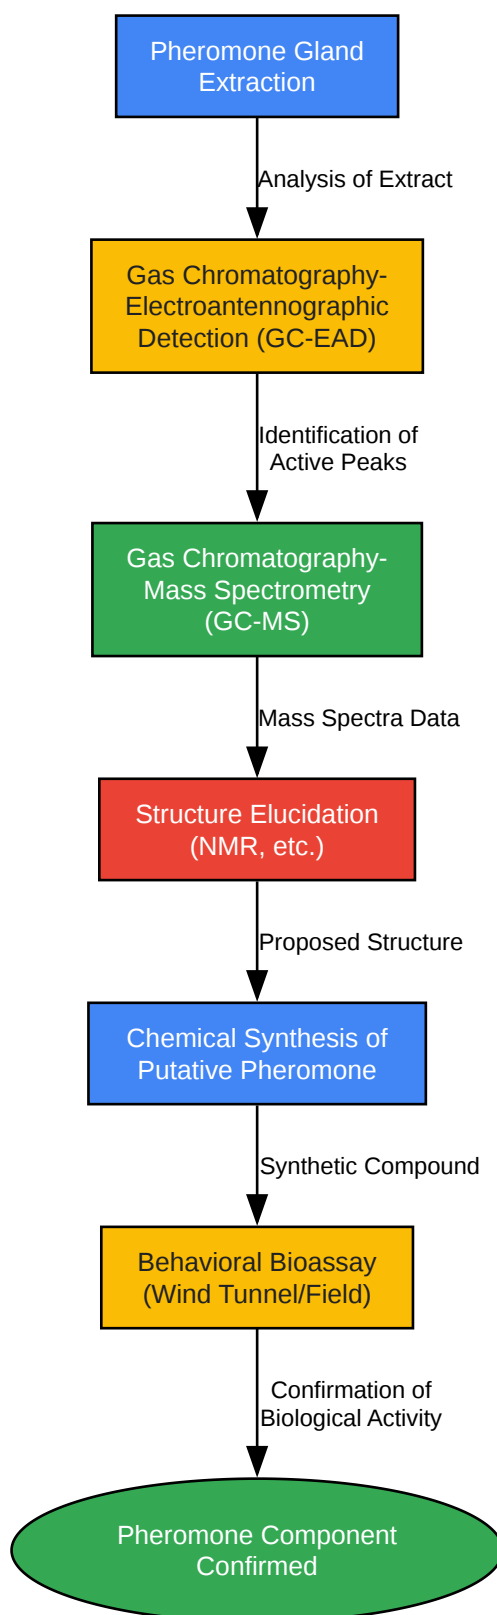 Pheromone Gland
Extraction
Analysis of Extract
Gas Chromatography-
Electroantennographic
Detection (GC-EAD)
Identification of
Active Peaks
Gas Chromatography-
Mass Spectrometry
(GC-MS)
Mass Spectra Data
Structure Elucidation
(NMR, etc.)
Proposed Structure
Chemical Synthesis of
Putative Pheromone
Synthetic Compound
Behavioral Bioassay
(Wind Tunnel/Field)
Confirmation of
Biological Activity
Pheromone Component
Confirmed